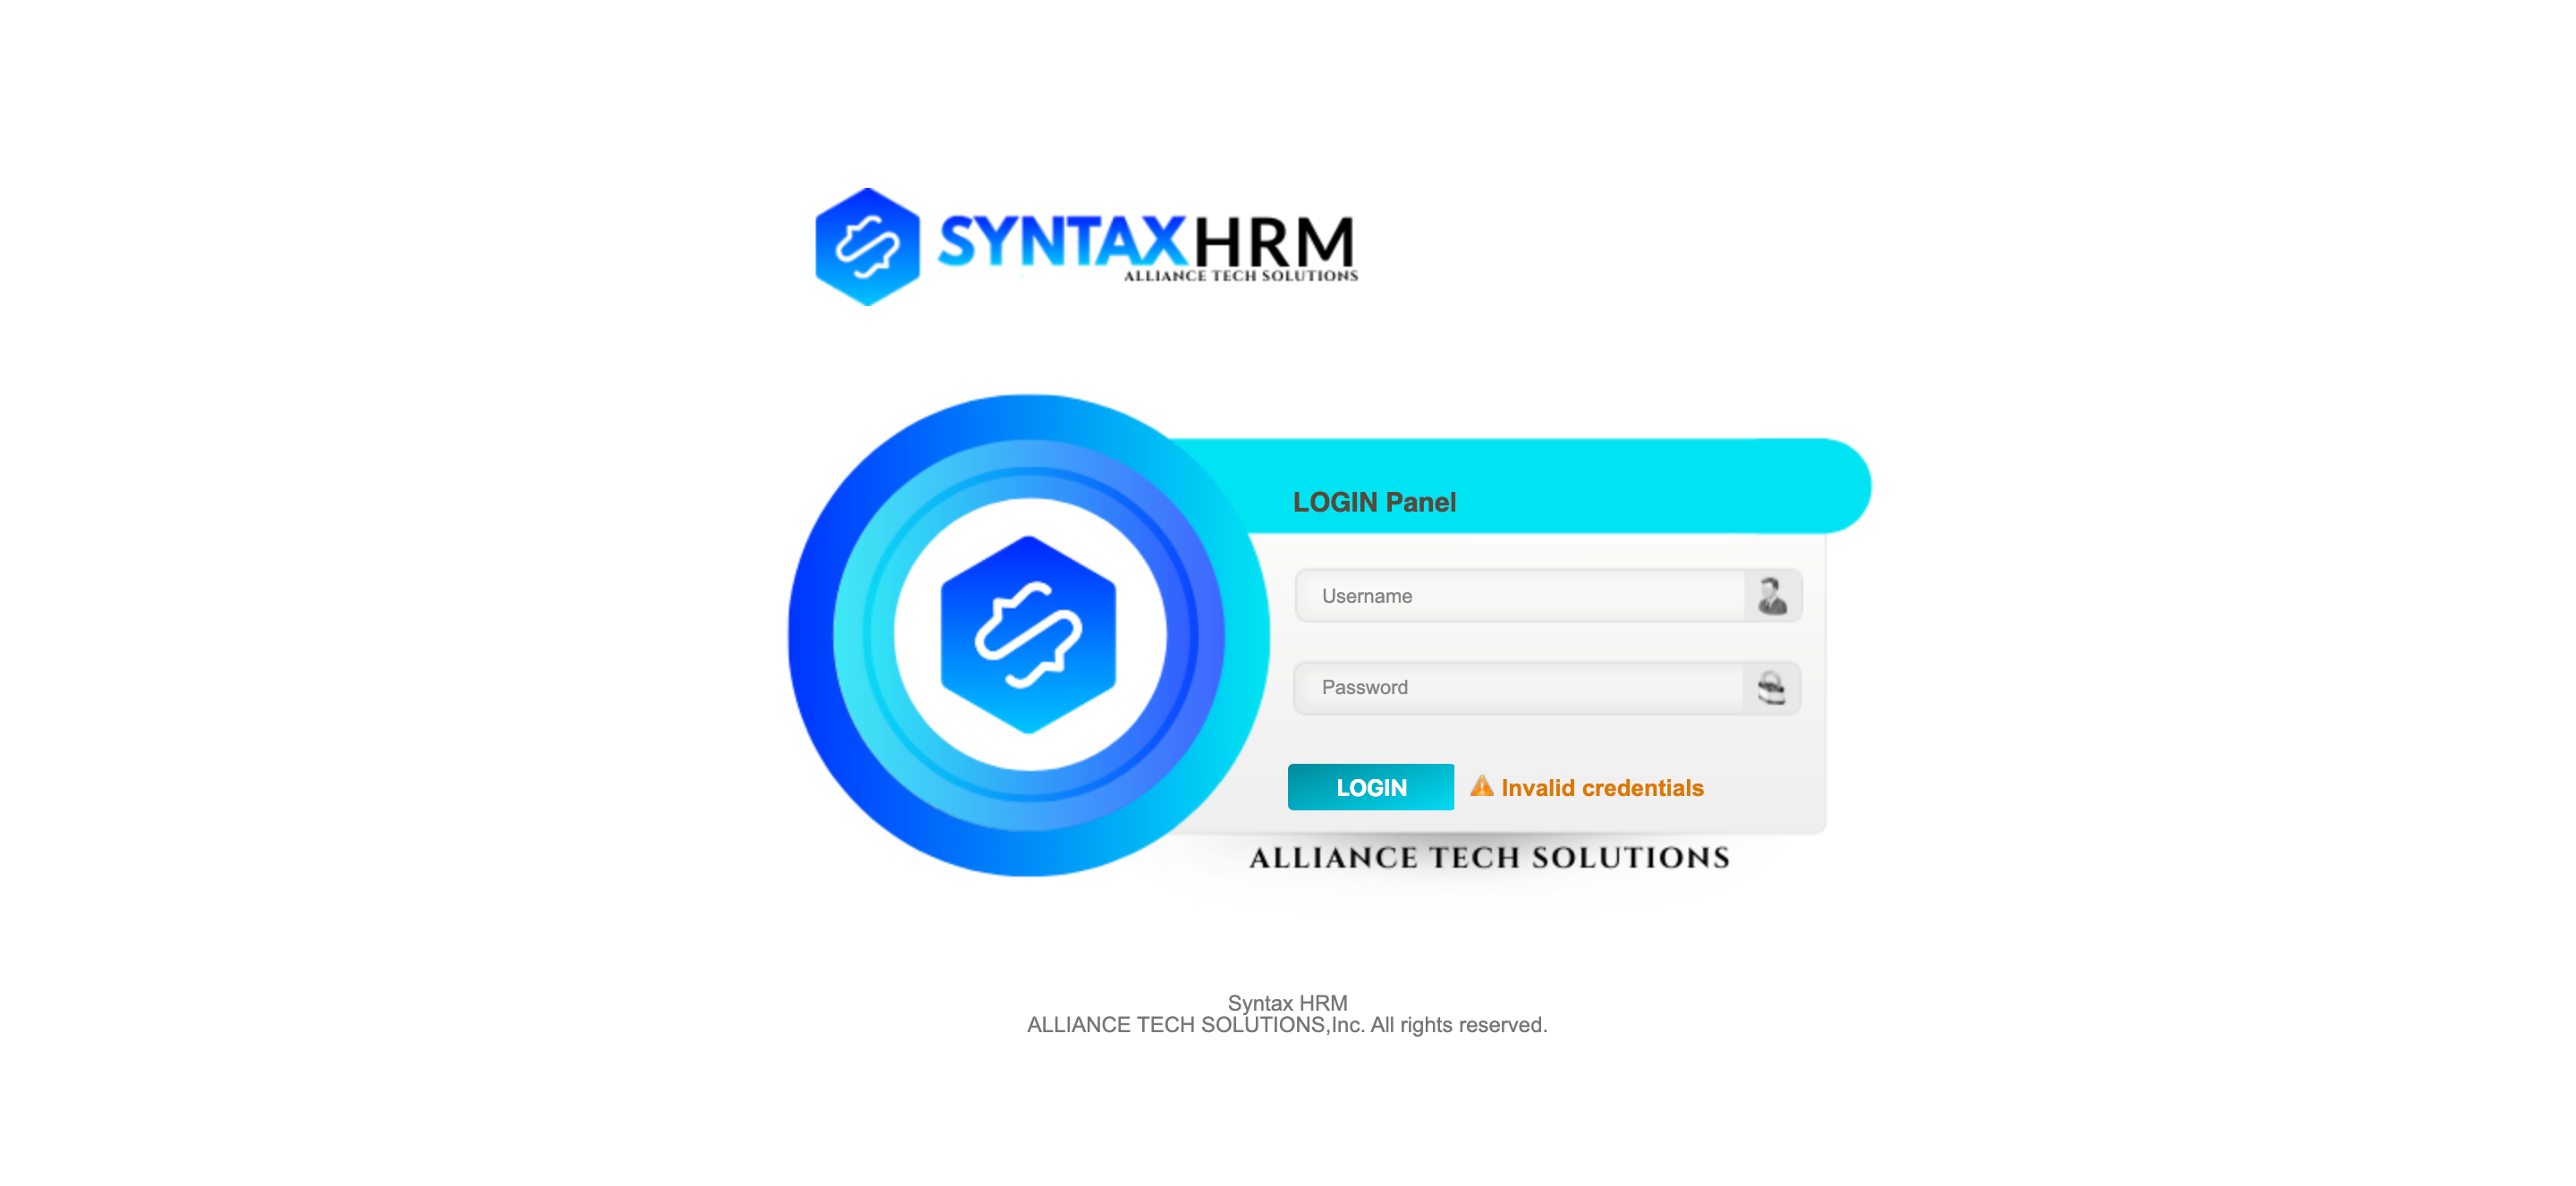 SYNTAXHRM
ALLIANCE TECH SOLUTIONS
LOGIN Panel
Username
Password
LOGIN
Invalid credentials
ALLIANCE TECH SOLUTIONS
Syntax HRM
ALLIANCE TECH SOLUTIONS,Inc. All rights reserved.